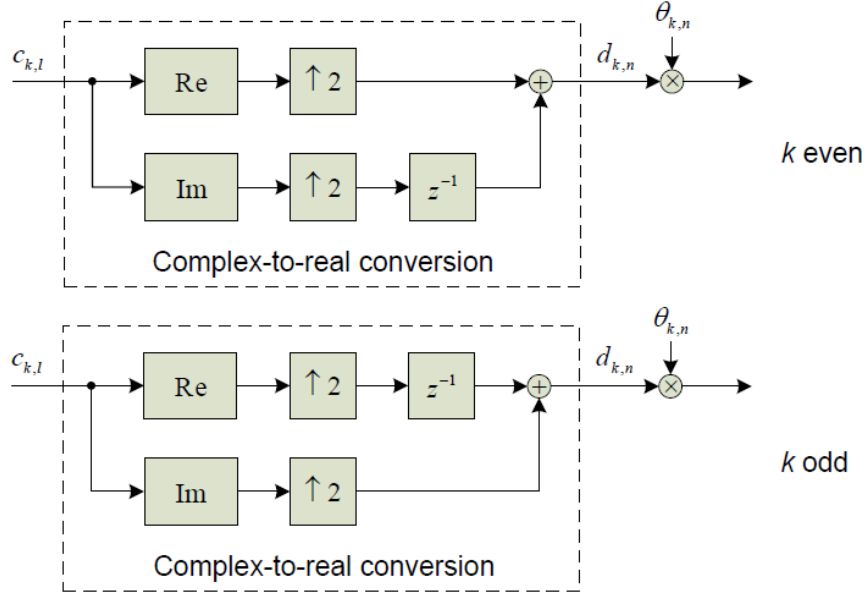 θ_{k,n}
c_{k,l} Re ↑ 2 + d_{k,n} ×
k even
Im ↑ 2 z^{-1}
Complex-to-real conversion
θ_{k,n}
c_{k,l} Re ↑ 2 z^{-1} + d_{k,n} ×
k odd
Im ↑ 2
Complex-to-real conversion